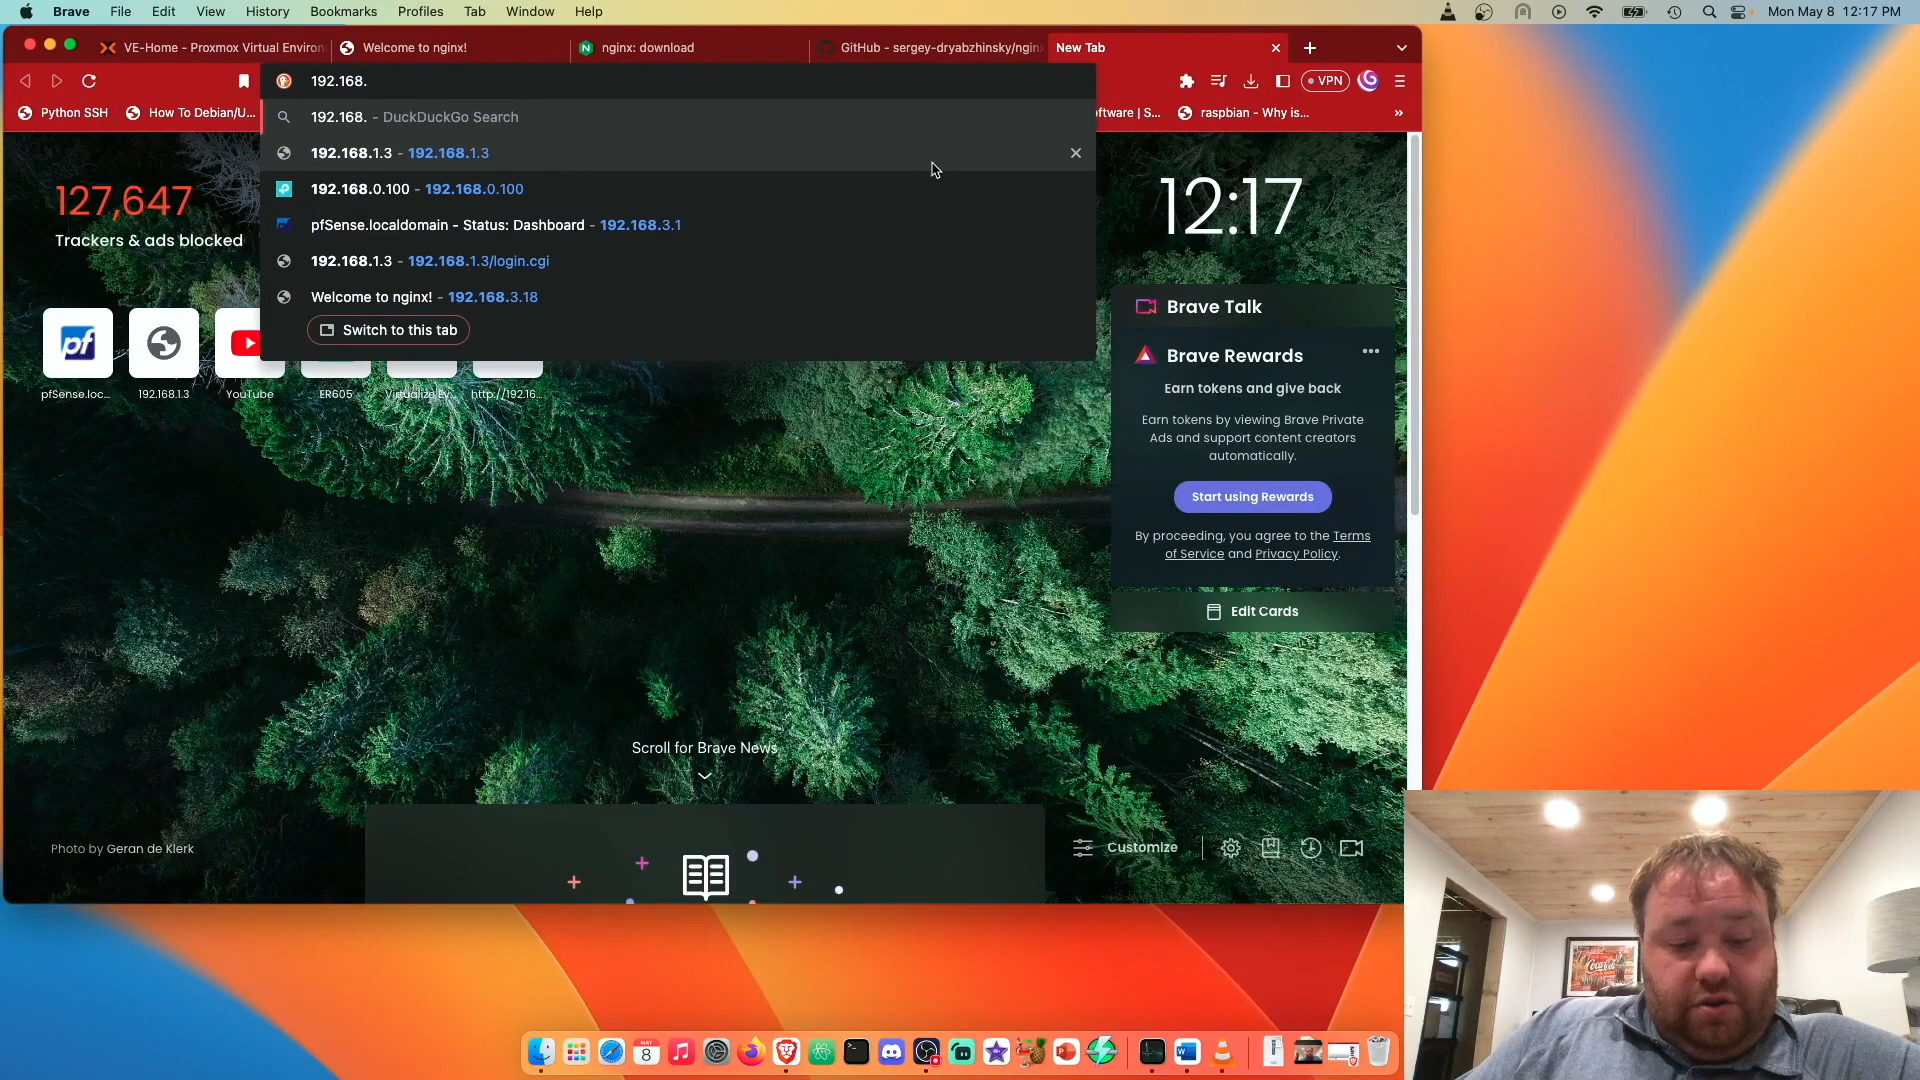 Brave File Edit View History Bookmarks Profiles Tab Window Help
VPN
Mon May 8 12:17 PM
VE-Home - Proxmox Virtual Environ
Welcome to nginx!
nginx: download
GitHub - sergey-dryabzhinsky/nginx
New Tab
192.168.
VPN
Python SSH
How To Debian/U...
ftware | S...
raspbian - Why is...
»
192.168. - DuckDuckGo Search
192.168.1.3 - 192.168.1.3
192.168.0.100 - 192.168.0.100
pfSense.localdomain - Status: Dashboard - 192.168.3.1
192.168.1.3 - 192.168.1.3/login.cgi
Welcome to nginx! - 192.168.3.18
Switch to this tab
127,647
Trackers & ads blocked
12:17
pf
pfSense.loc...
192.168.1.3
YouTube
ER605
Virtualize Ev...
http://192.16...
Brave Talk
Brave Rewards
Earn tokens and give back
Earn tokens by viewing Brave Private
Ads and support content creators
automatically.
Start using Rewards
By proceeding, you agree to the Terms
of Service and Privacy Policy.
Edit Cards
Scroll for Brave News
Photo by Geran de Klerk
Customize
Coca-Cola
MAY
8